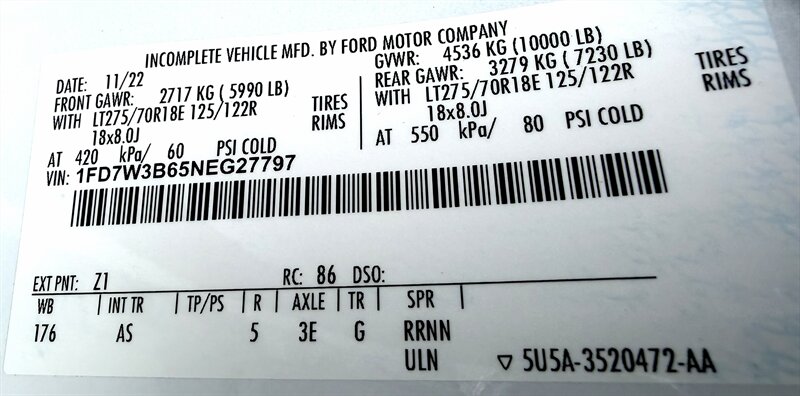 INCOMPLETE VEHICLE MFD. BY FORD MOTOR COMPANY
DATE: 11/22
GVWR: 4536 KG (10000 LB)
FRONT GAWR: 2717 KG ( 5990 LB)
WITH LT275/70R18E 125/122R TIRES
18x8.0J RIMS
AT 420 kPa/ 60 PSI COLD
REAR GAWR: 3279 KG ( 7230 LB)
WITH LT275/70R18E 125/122R TIRES
18x8.0J RIMS
AT 550 kPa/ 80 PSI COLD
VIN: 1FD7W3B65NEG27797
EXT PNT: Z1 RC: 86 DSO:
WB INT TR TP/PS R AXLE TR SPR
176 AS 5 3E G RRNN
ULN ▽ 5U5A-3520472-AA